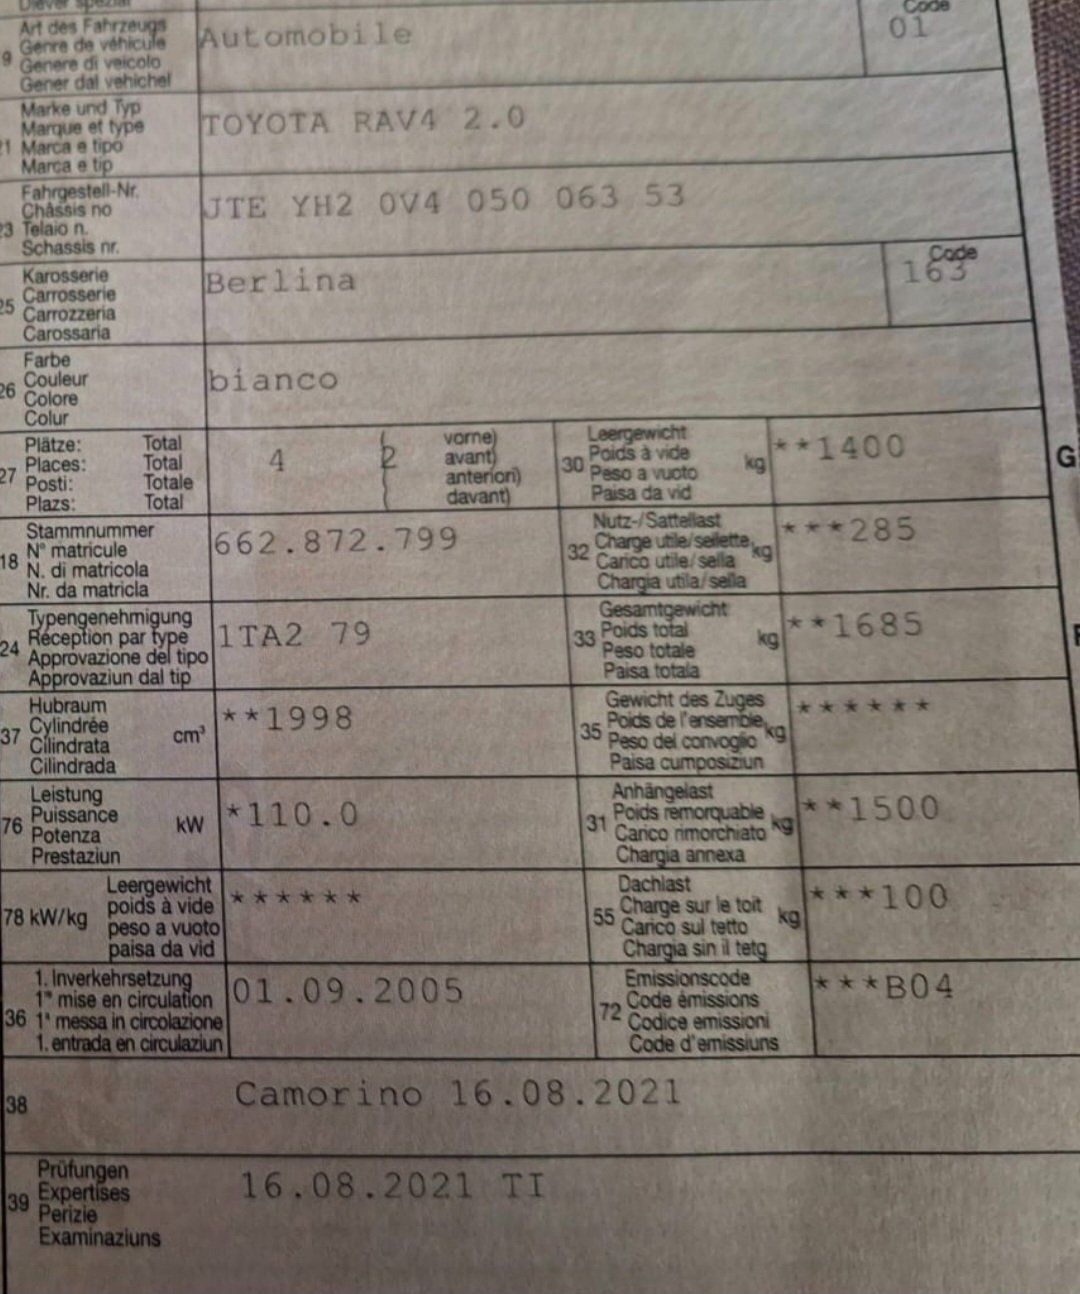 Diever spezial
Code
Art des Fahrzeugs
Genre de véhicule
19 Genere di veicolo
Gener dal vehichel
Automobile
01
Marke und Typ
Marque et type
21 Marca e tipo
Marca e tip
TOYOTA RAV4 2.0
Fahrgestell-Nr.
Châssis no
23 Telaio n.
Schassis nr.
JTE YH2 0V4 050 063 53
Karosserie
Carrosserie
25 Carrozzeria
Carossaria
Berlina
Code
163
Farbe
Couleur
26 Colore
Colur
bianco
Plätze: Total
Places: Total
27 Posti: Totale
Plazs: Total
4 ( 2
vorne)
avant)
anteriori)
davant)
Leergewicht
30 Poids à vide kg
Peso a vuoto
Paisa da vid
**1400
G
Stammnummer
N° matricule
18 N. di matricola
Nr. da matricla
662.872.799
Nutz-/Sattellast
32 Charge utile/sellette kg
Carico utile/sella
Chargia utila/sella
***285
Typengenehmigung
24 Réception par type
Approvazione del tipo
Approvaziun dal tip
1TA2 79
Gesamtgewicht
33 Poids total kg
Peso totale
Paisa totala
**1685
Hubraum
37 Cylindrée cm³
Cilindrata
Cilindrada
**1998
Gewicht des Zuges
35 Poids de l'ensemble kg
Peso del convoglio
Paisa cumposiziun
******
Leistung
76 Puissance kW
Potenza
Prestaziun
*110.0
Anhängelast
31 Poids remorquable kg
Carico rimorchiato
Chargia annexa
**1500
Leergewicht
78 kW/kg poids à vide
peso a vuoto
paisa da vid
******
Dachlast
55 Charge sur le toit kg
Carico sul tetto
Chargia sin il tetg
***100
1. Inverkehrsetzung
1re mise en circulation
36 1a messa in circolazione
1. entrada en circulaziun
01.09.2005
Emissionscode
72 Code émissions
Codice emissioni
Code d'emissiuns
***B04
38 Camorino 16.08.2021
Prüfungen
39 Expertises
Perizie
Examinaziuns
16.08.2021 TI